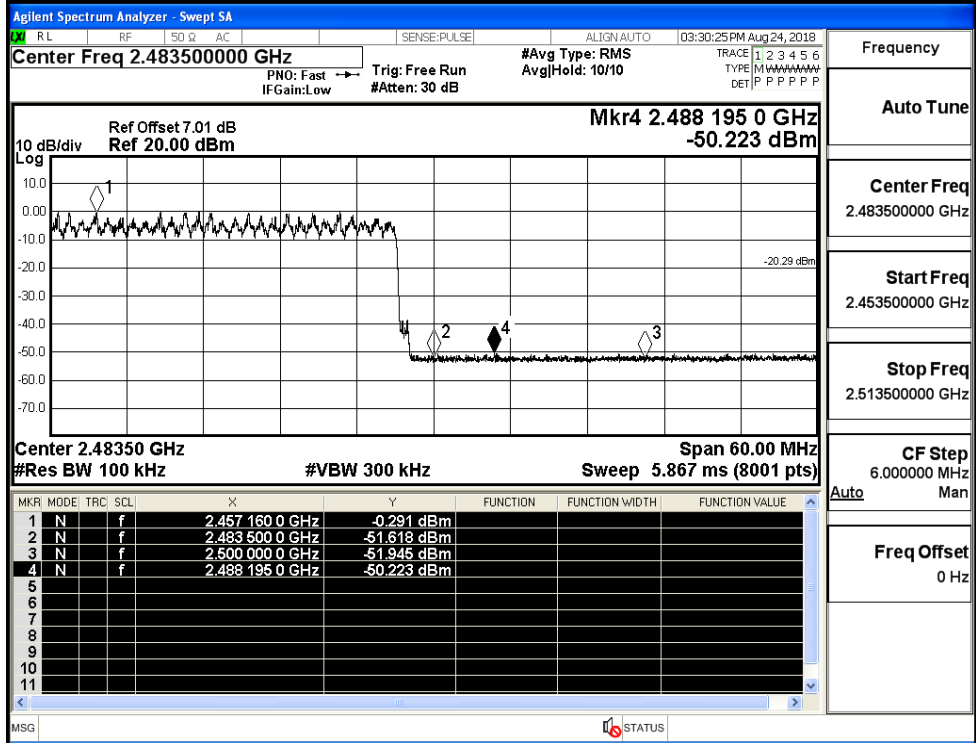 Agilent Spectrum Analyzer - Swept SA
LXI RL RF 50 Ω AC SENSE:PULSE ALIGN AUTO 03:30:25 PM Aug 24, 2018
Center Freq 2.483500000 GHz
PNO: Fast
IFGain:Low
Trig: Free Run
#Atten: 30 dB
#Avg Type: RMS
Avg|Hold: 10/10
TRACE 1 2 3 4 5 6
TYPE M WWWWW
DET P P P P P P
Ref Offset 7.01 dB
10 dB/div Ref 20.00 dBm
Log
Mkr4 2.488 195 0 GHz
-50.223 dBm
10.0
0.00
-10.0
-20.0
-30.0
-40.0
-50.0
-60.0
-70.0
1
2
4
3
-20.29 dBm
Center 2.48350 GHz Span 60.00 MHz
#Res BW 100 kHz #VBW 300 kHz Sweep 5.867 ms (8001 pts)
MKR MODE TRC SCL X Y FUNCTION FUNCTION WIDTH FUNCTION VALUE
1 N f 2.457 160 0 GHz -0.291 dBm
2 N f 2.483 500 0 GHz -51.618 dBm
3 N f 2.500 000 0 GHz -51.945 dBm
4 N f 2.488 195 0 GHz -50.223 dBm
5
6
7
8
9
10
11
MSG STATUS
Frequency
Auto Tune
Center Freq
2.483500000 GHz
Start Freq
2.453500000 GHz
Stop Freq
2.513500000 GHz
CF Step
6.000000 MHz
Auto Man
Freq Offset
0 Hz